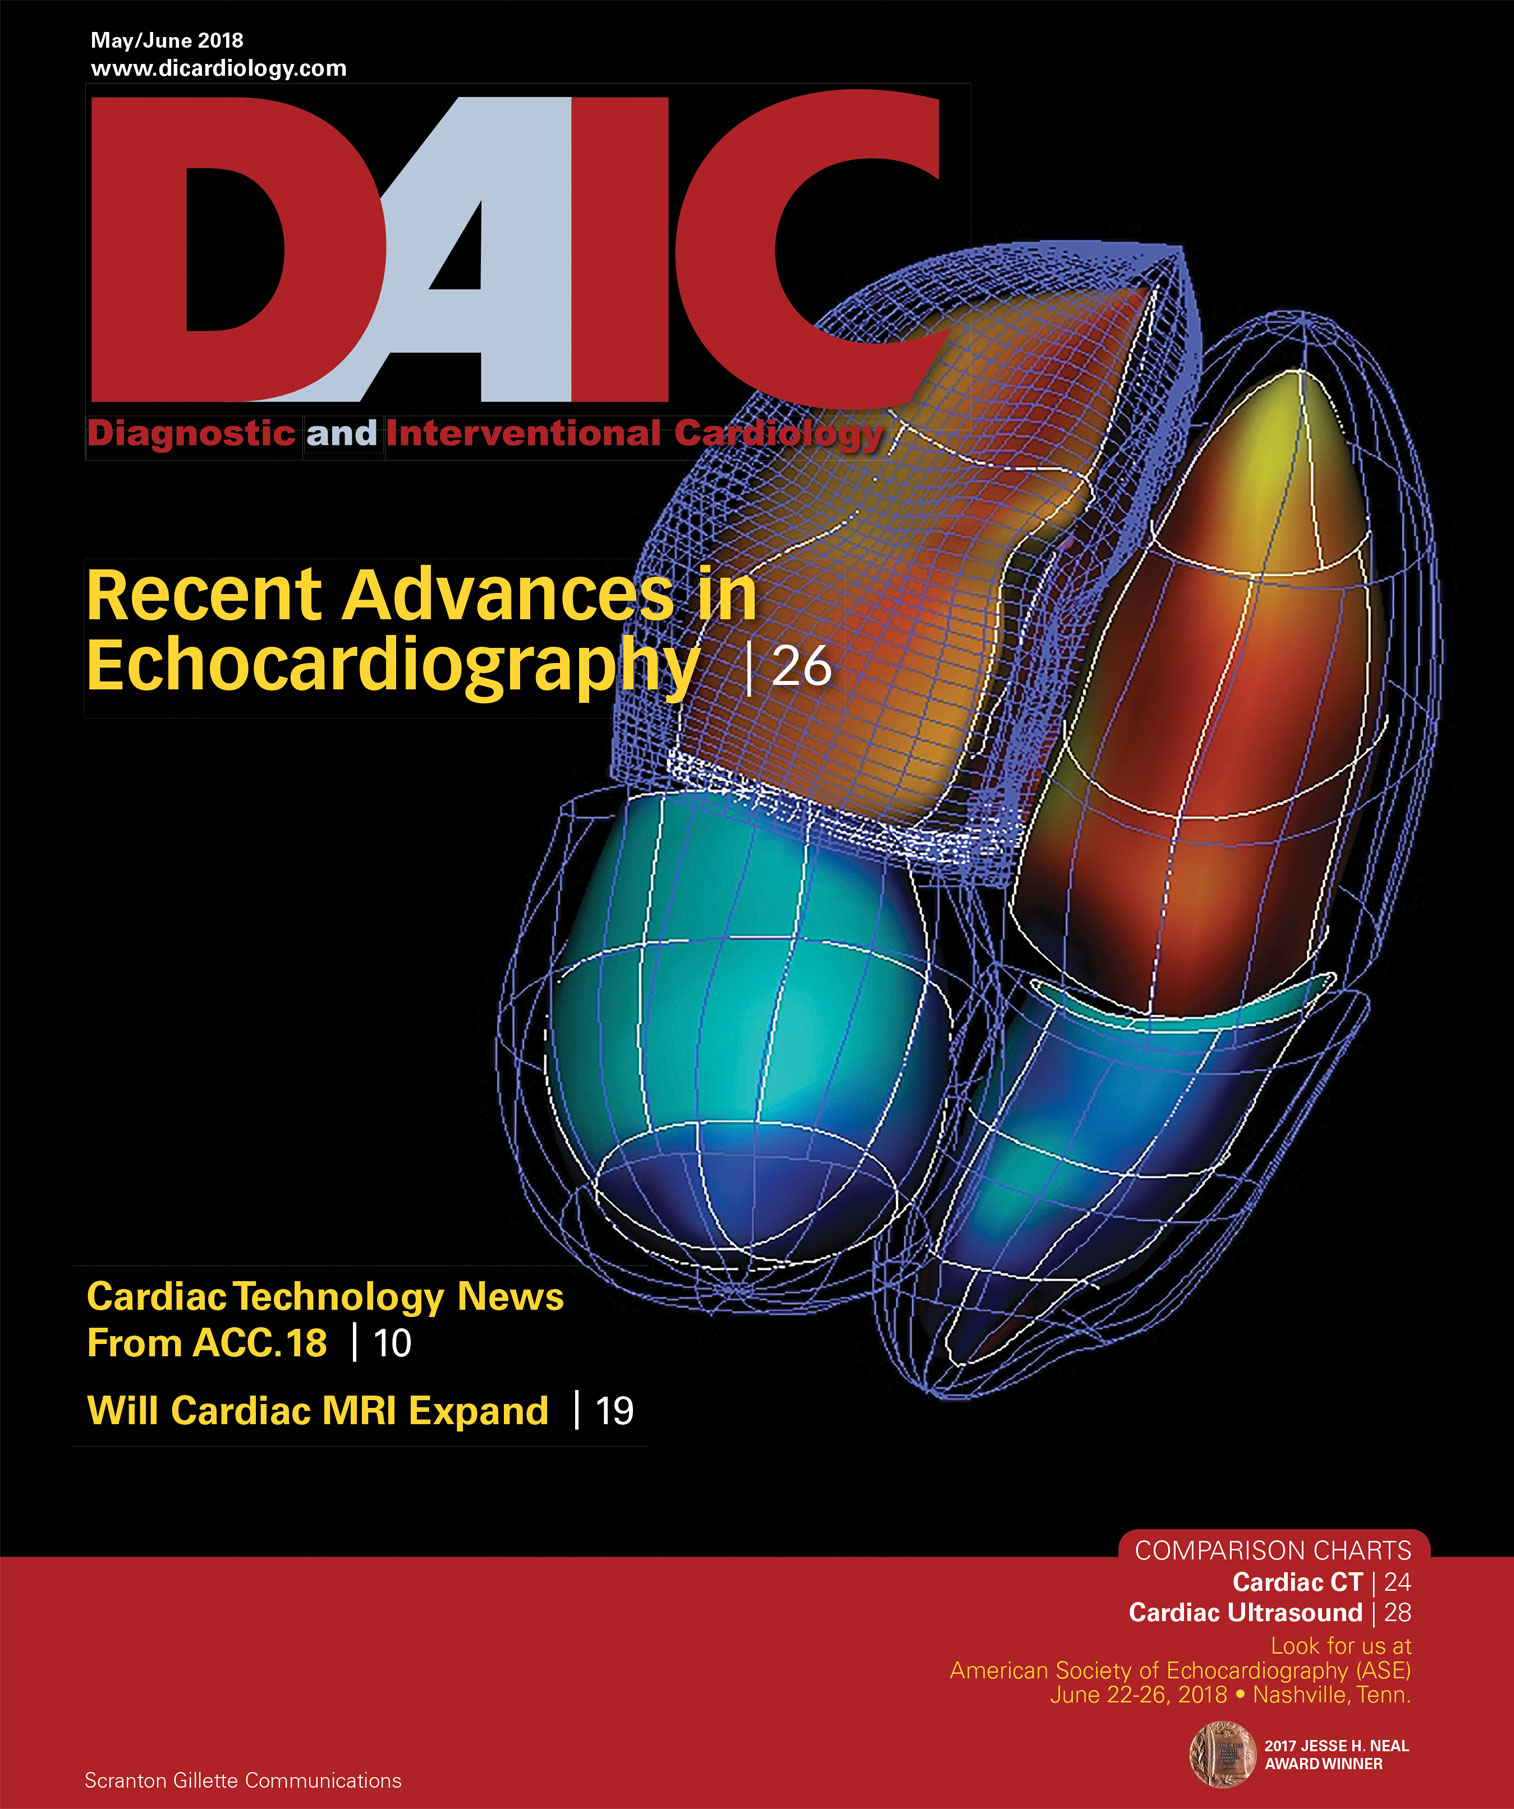 May/June 2018
www.dicardiology.com
DAIC
Diagnostic and Interventional Cardiology
Recent Advances in
Echocardiography | 26
Cardiac Technology News
From ACC.18 | 10
Will Cardiac MRI Expand | 19
COMPARISON CHARTS
Cardiac CT | 24
Cardiac Ultrasound | 28
Look for us at
American Society of Echocardiography (ASE)
June 22-26, 2018 • Nashville, Tenn.
2017 JESSE H. NEAL
AWARD WINNER
Scranton Gillette Communications